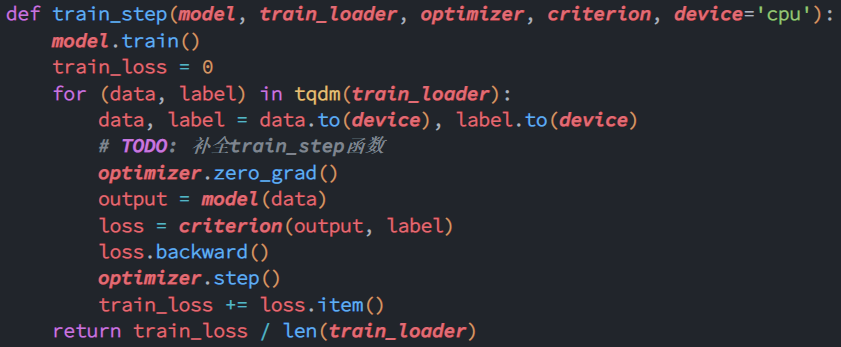 def train_step(model, train_loader, optimizer, criterion, device='cpu'):
    model.train()
    train_loss = 0
    for (data, label) in tqdm(train_loader):
        data, label = data.to(device), label.to(device)
        # TODO: 补全train_step函数
        optimizer.zero_grad()
        output = model(data)
        loss = criterion(output, label)
        loss.backward()
        optimizer.step()
        train_loss += loss.item()
    return train_loss / len(train_loader)